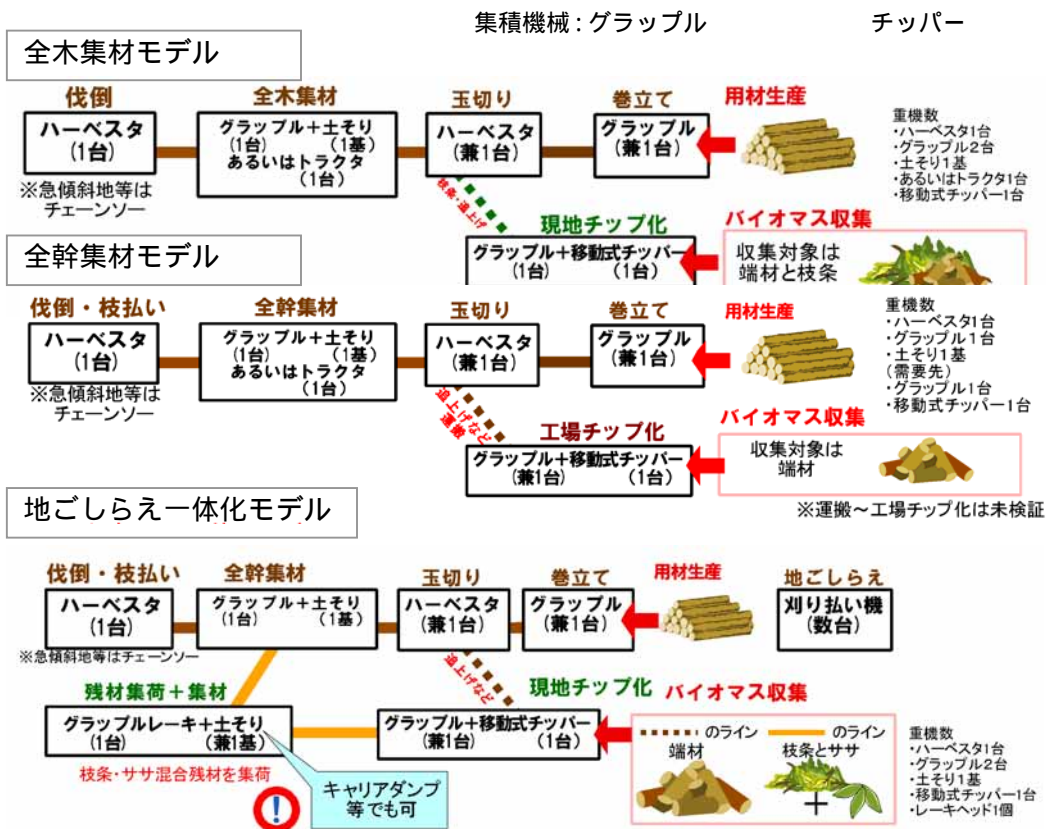 集積機械:グラップル
チッパー
全木集材モデル
伐倒
ハーベスタ
(1台)
※急傾斜地等は
チェーンソー
全木集材
グラップル+土そり
(1台) (1基)
あるいはトラクタ
(1台)
玉切り
ハーベスタ
(兼1台)
巻立て
グラップル
(兼1台)
用材生産
重機数
・ハーベスタ1台
・グラップル2台
・土そり1基
・あるいはトラクタ1台
・移動式チッパー1台
枝条・追上げ
現地チップ化
グラップル+移動式チッパー
(1台) (1台)
バイオマス収集
収集対象は
端材と枝条
全幹集材モデル
伐倒・枝払い
ハーベスタ
(1台)
※急傾斜地等は
チェーンソー
全幹集材
グラップル+土そり
(1台) (1基)
あるいはトラクタ
(1台)
玉切り
ハーベスタ
(兼1台)
巻立て
グラップル
(兼1台)
用材生産
重機数
・ハーベスタ1台
・グラップル1台
・土そり1基
(需要先)
・グラップル1台
・移動式チッパー1台
追上げなど
運搬
工場チップ化
グラップル+移動式チッパー
(兼1台) (1台)
バイオマス収集
収集対象は
端材
※運搬~工場チップ化は未検証
地ごしらえ一体化モデル
伐倒・枝払い
ハーベスタ
(1台)
※急傾斜地等はチェーンソー
全幹集材
グラップル+土そり
(1台) (1基)
玉切り
ハーベスタ
(兼1台)
巻立て
グラップル
(兼1台)
用材生産
地ごしらえ
刈り払い機
(数台)
追上げなど
残材集荷+集材
グラップルレーキ+土そり
(1台) (兼1基)
枝条・ササ混合残材を集荷
キャリアダンプ
等でも可
現地チップ化
グラップル+移動式チッパー
(兼1台) (1台)
バイオマス収集
のライン
端材
のライン
枝条とササ
+
重機数
・ハーベスタ1台
・グラップル2台
・土そり1基
・移動式チッパー1台
・レーキヘッド1個